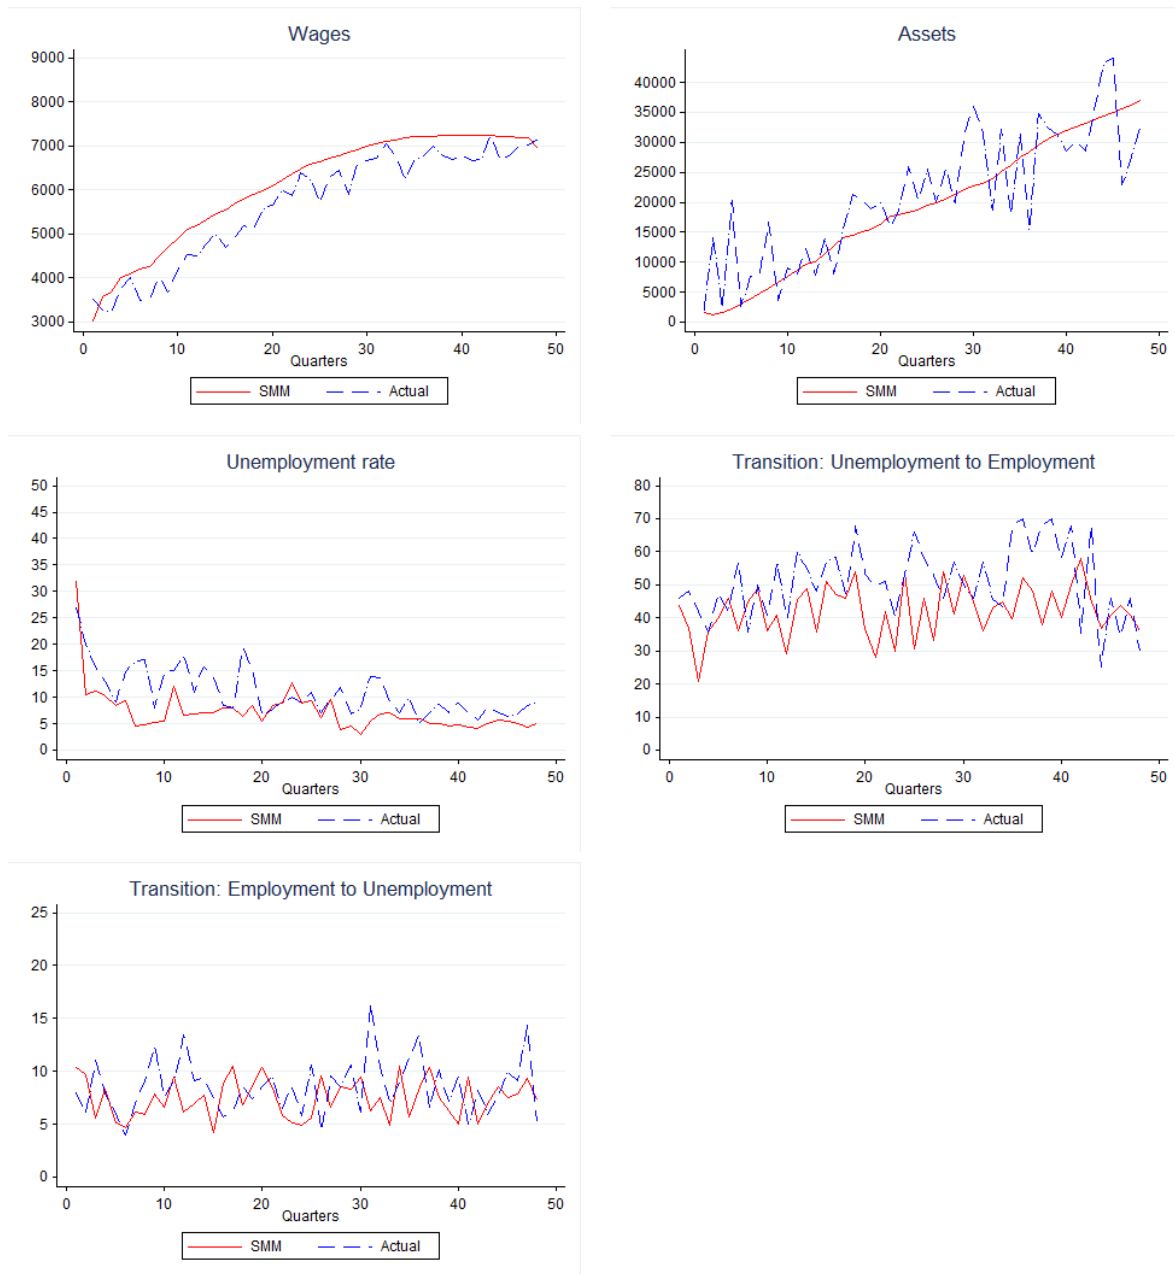 Wages
9000
8000
7000
6000
5000
4000
3000
0 10 20 30 40 50
Quarters
SMM Actual
Assets
40000
35000
30000
25000
20000
15000
10000
5000
0
0 10 20 30 40 50
Quarters
SMM Actual
Unemployment rate
50
45
40
35
30
25
20
15
10
5
0
0 10 20 30 40 50
Quarters
SMM Actual
Transition: Unemployment to Employment
80
70
60
50
40
30
20
10
0
0 10 20 30 40 50
Quarters
SMM Actual
Transition: Employment to Unemployment
25
20
15
10
5
0
0 10 20 30 40 50
Quarters
SMM Actual